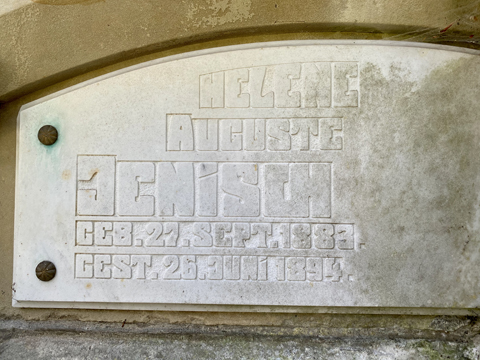 HELENE
AUGUSTE
JENISCH
GEB. 27. SEPT. 1883.
GEST. 26. JUNI 1894.